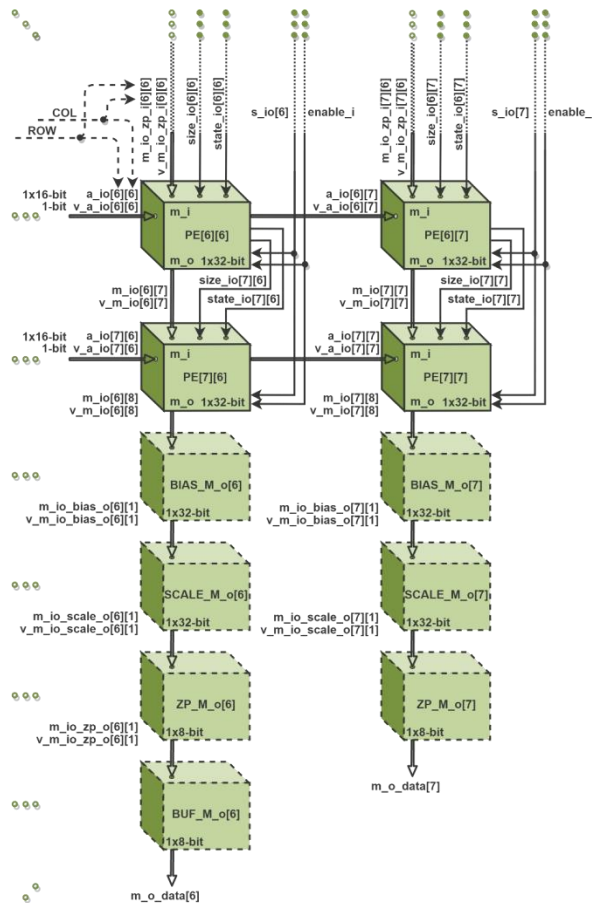 m_io_zp_i[6][6]
v_m_io_zp_i[6][6]
size_io[6][6]
state_io[6][6]
s_io[6]
enable_i
m_io_zp_i[7][6]
v_m_io_zp_i[7][6]
size_io[6][7]
state_io[6][7]
s_io[7]
enable_
COL
ROW
1x16-bit a_io[6][6]
1-bit v_a_io[6][6]
m_i
PE[6][6]
m_o 1x32-bit
a_io[6][7]
v_a_io[6][7]
m_i
PE[6][7]
m_o 1x32-bit
m_io[6][7]
v_m_io[6][7]
size_io[7][6]
state_io[7][6]
m_io[7][7]
v_m_io[7][7]
size_io[7][7]
state_io[7][7]
1x16-bit a_io[7][6]
1-bit v_a_io[7][6]
m_i
PE[7][6]
m_o 1x32-bit
a_io[7][7]
v_a_io[7][7]
m_i
PE[7][7]
m_o 1x32-bit
m_io[6][8]
v_m_io[6][8]
m_io[7][8]
v_m_io[7][8]
BIAS_M_o[6]
1x32-bit
BIAS_M_o[7]
1x32-bit
m_io_bias_o[6][1]
v_m_io_bias_o[6][1]
m_io_bias_o[7][1]
v_m_io_bias_o[7][1]
SCALE_M_o[6]
1x32-bit
SCALE_M_o[7]
1x32-bit
m_io_scale_o[6][1]
v_m_io_scale_o[6][1]
m_io_scale_o[7][1]
v_m_io_scale_o[7][1]
ZP_M_o[6]
1x8-bit
ZP_M_o[7]
1x8-bit
m_io_zp_o[6][1]
v_m_io_zp_o[6][1]
m_o_data[7]
BUF_M_o[6]
1x8-bit
m_o_data[6]